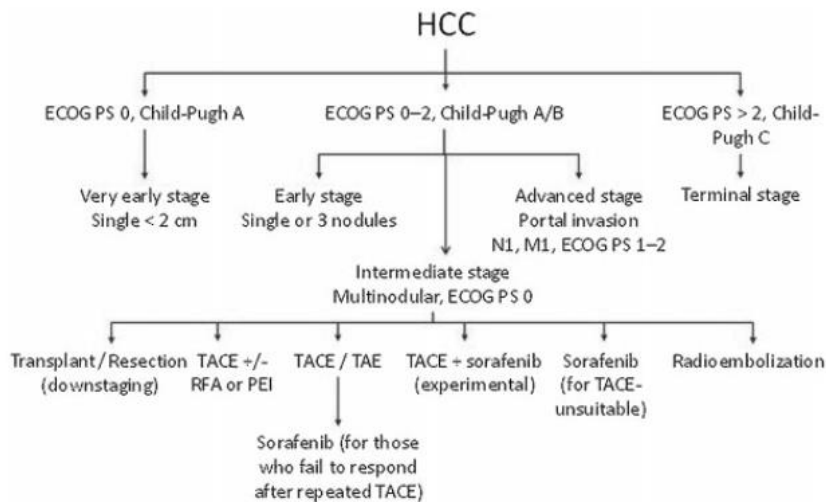 HCC
ECOG PS 0, Child-Pugh A
ECOG PS 0–2, Child-Pugh A/B
ECOG PS > 2, Child-
Pugh C
Very early stage
Single < 2 cm
Early stage
Single or 3 nodules
Advanced stage
Portal invasion
N1, M1, ECOG PS 1–2
Terminal stage
Intermediate stage
Multinodular, ECOG PS 0
Transplant / Resection
(downstaging)
TACE +/-
RFA or PEI
TACE / TAE
TACE + sorafenib
(experimental)
Sorafenib
(for TACE-
unsuitable)
Radioembolization
Sorafenib (for those
who fail to respond
after repeated TACE)